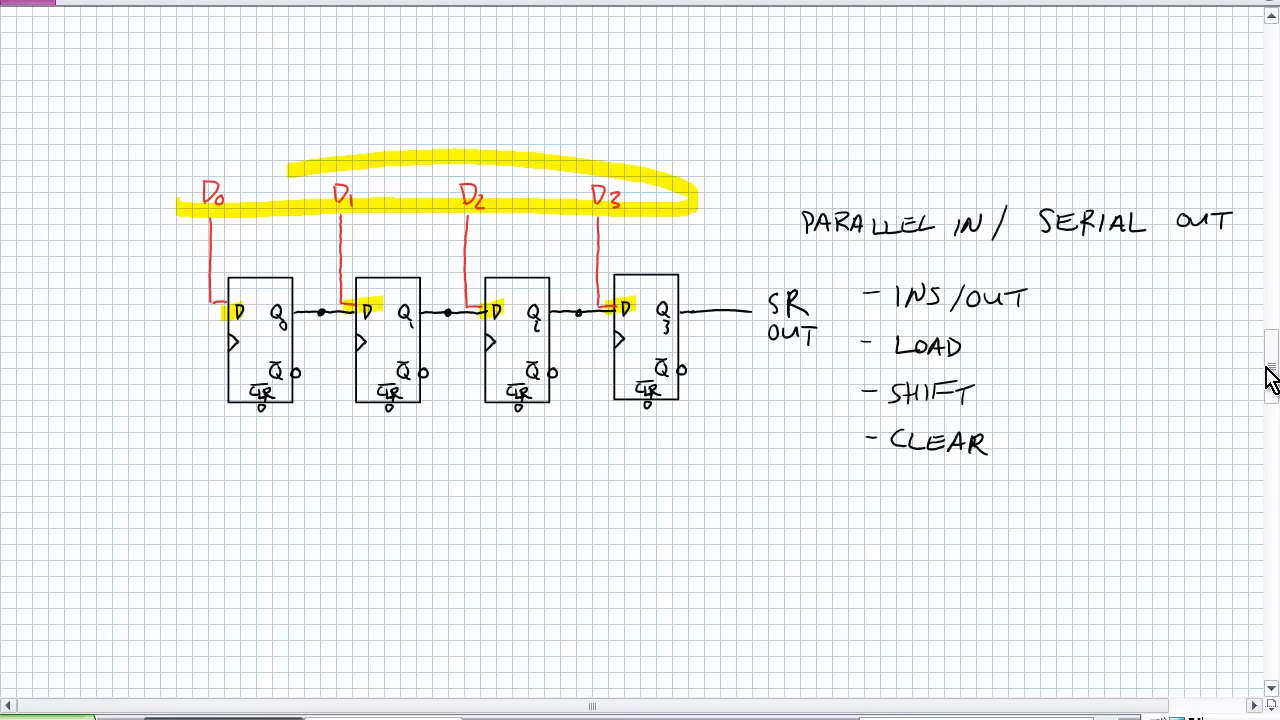 D0 D1 D2 D3
PARALLEL IN / SERIAL OUT
- INS/OUT
- LOAD
- SHIFT
- CLEAR
D Q0 D Q1 D Q2 D Q3
SR
OUT
Q̅ Q̅ Q̅ Q̅
C̅L̅R̅ C̅L̅R̅ C̅L̅R̅ C̅L̅R̅